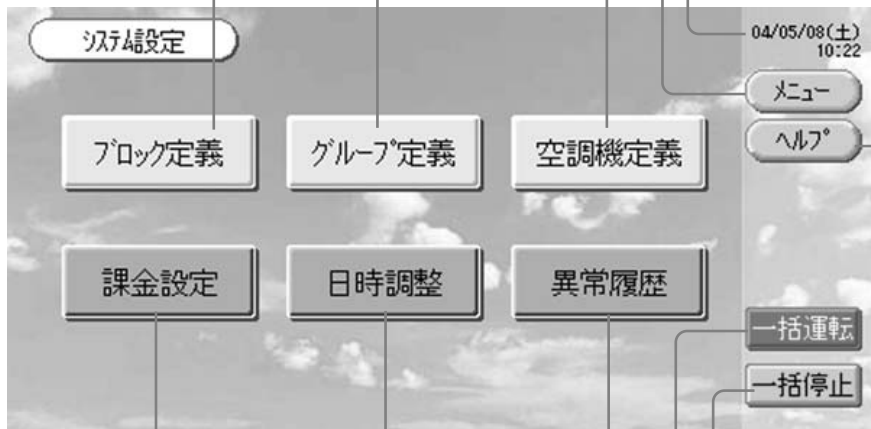 システム設定
04/05/08(土)
10:22
メニュー
ヘルプ
ブロック定義
グループ定義
空調機定義
課金設定
日時調整
異常履歴
一括運転
一括停止